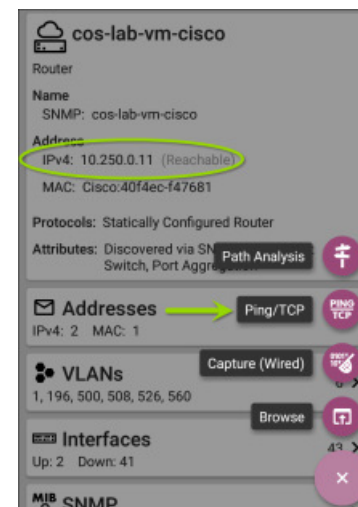 cos-lab-vm-cisco
Router
Name
SNMP: cos-lab-vm-cisco
Address
IPv4: 10.250.0.11 (Reachable)
MAC: Cisco:40f4ec-f47681
Protocols: Statically Configured Router
Attributes: Discovered via
Switch, Port
Path Analysis
Addresses
IPv4: 2 MAC: 1
Ping/TCP
PING
TCP
VLANs
1, 196, 500, 508, 526, 560
Capture (Wired)
Browse
Interfaces
Up: 2 Down: 41
43
MIB SNMP